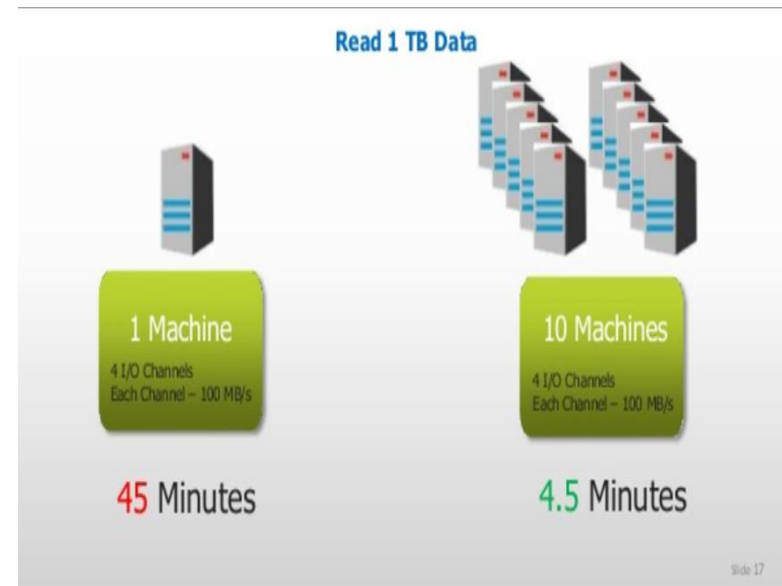 Read 1 TB Data
1 Machine
4 I/O Channels
Each Channel – 100 MB/s
45 Minutes
10 Machines
4 I/O Channels
Each Channel – 100 MB/s
4.5 Minutes
Slide 17